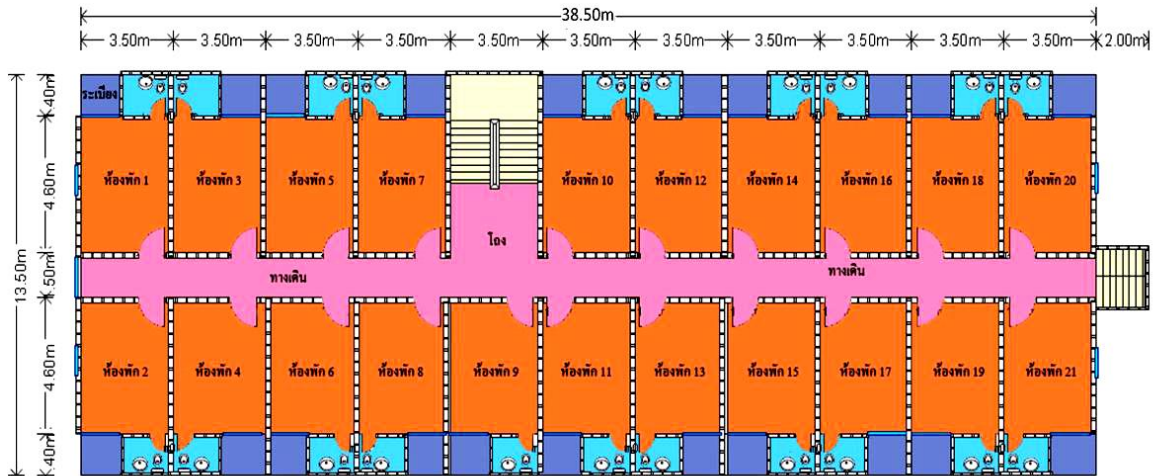 38.50m
3.50m 3.50m 3.50m 3.50m 3.50m 3.50m 3.50m 3.50m 3.50m 3.50m 3.50m 2.00m
.40m
4.60m
.50m
4.60m
.40m
13.50m
ระเบียง
ห้องพัก 1 ห้องพัก 3 ห้องพัก 5 ห้องพัก 7 ห้องพัก 10 ห้องพัก 12 ห้องพัก 14 ห้องพัก 16 ห้องพัก 18 ห้องพัก 20
โถง
ทางเดิน ทางเดิน
ห้องพัก 2 ห้องพัก 4 ห้องพัก 6 ห้องพัก 8 ห้องพัก 9 ห้องพัก 11 ห้องพัก 13 ห้องพัก 15 ห้องพัก 17 ห้องพัก 19 ห้องพัก 21